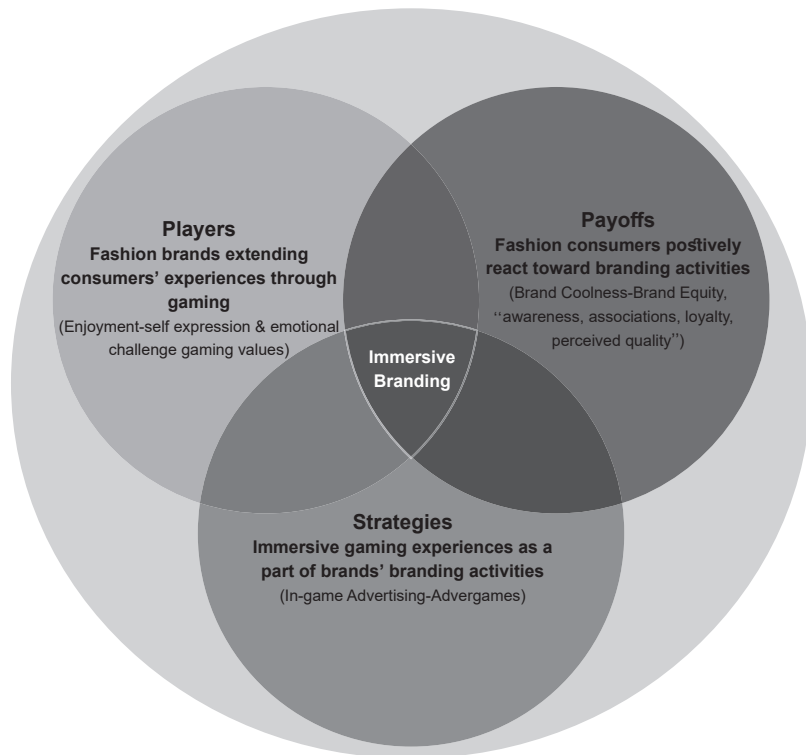 Players
Fashion brands extending
consumers’ experiences through
gaming
(Enjoyment-self expression & emotional
challenge gaming values)
Payoffs
Fashion consumers positively
react toward branding activities
(Brand Coolness-Brand Equity,
‘‘awareness, associations, loyalty,
perceived quality’’)
Immersive
Branding
Strategies
Immersive gaming experiences as a
part of brands’ branding activities
(In-game Advertising-Advergames)